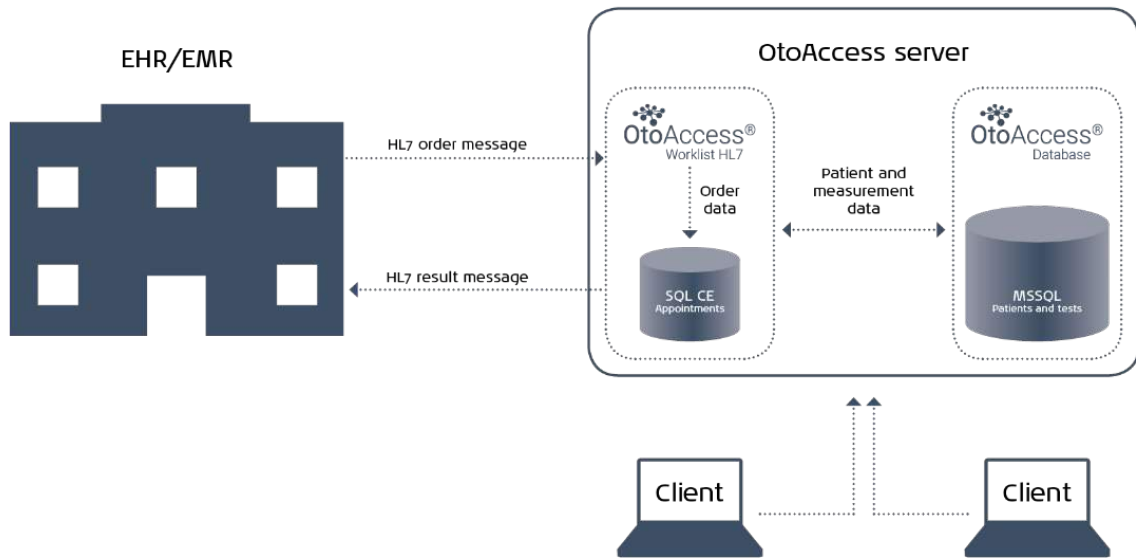 EHR/EMR
OtoAccess server
HL7 order message
OtoAccess®
Worklist HL7
Order
data
SQL CE
Appointments
Patient and
measurement
data
OtoAccess®
Database
MSSQL
Patients and tests
HL7 result message
Client
Client